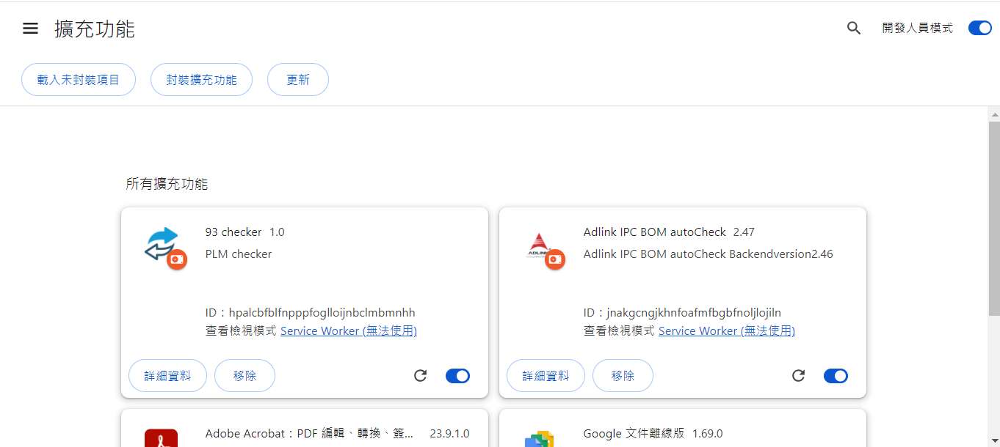 擴充功能
開發人員模式
載入未封裝項目 封裝擴充功能 更新
所有擴充功能
93 checker 1.0
PLM checker
ID：hpalcbfblfnpppfoglloijnbclmbmnhh
查看檢視模式 Service Worker (無法使用)
詳細資料 移除
ADLINK
Adlink IPC BOM autoCheck 2.47
Adlink IPC BOM autoCheck Backendversion2.46
ID：jnakgcngjkhnfoafmfbgbfnoljlojiln
查看檢視模式 Service Worker (無法使用)
詳細資料 移除
Adobe Acrobat：PDF 編輯、轉換、簽... 23.9.1.0
Google 文件離線版 1.69.0